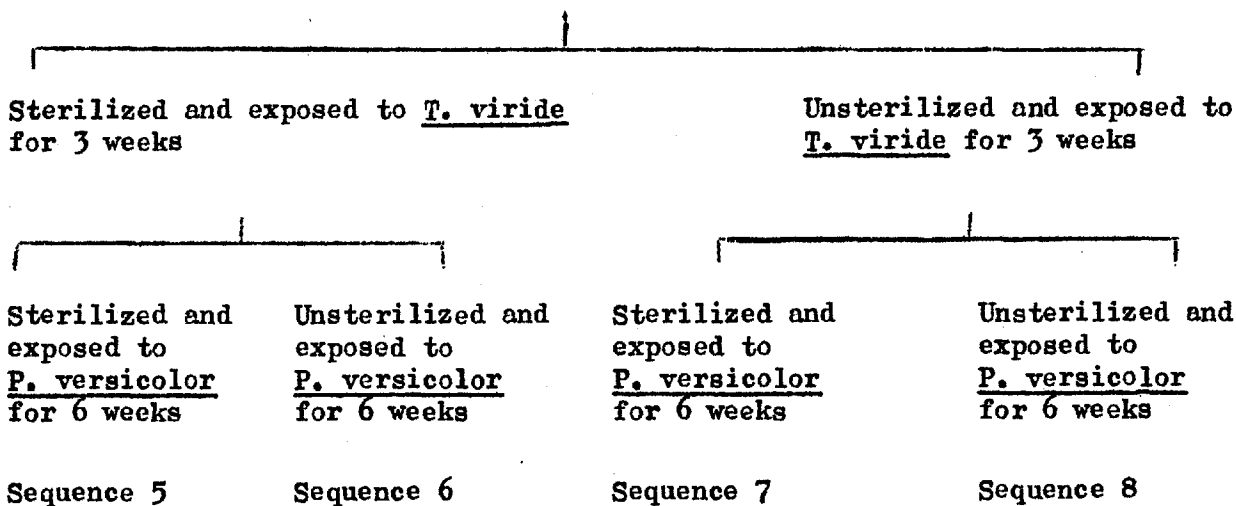 Sterilized and exposed to T. viride
for 3 weeks
Unsterilized and exposed to
T. viride for 3 weeks
Sterilized and
exposed to
P. versicolor
for 6 weeks
Unsterilized and
exposed to
P. versicolor
for 6 weeks
Sterilized and
exposed to
P. versicolor
for 6 weeks
Unsterilized and
exposed to
P. versicolor
for 6 weeks
Sequence 5
Sequence 6
Sequence 7
Sequence 8